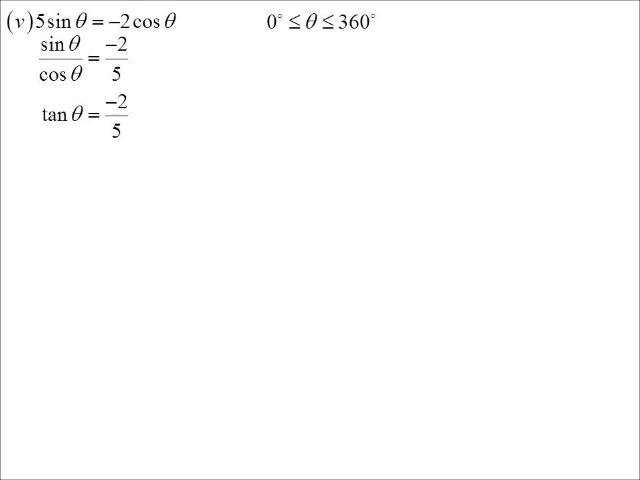 (v) 5 sin θ = −2 cos θ    0° ≤ θ ≤ 360°
sin θ / cos θ = −2 / 5
tan θ = −2 / 5